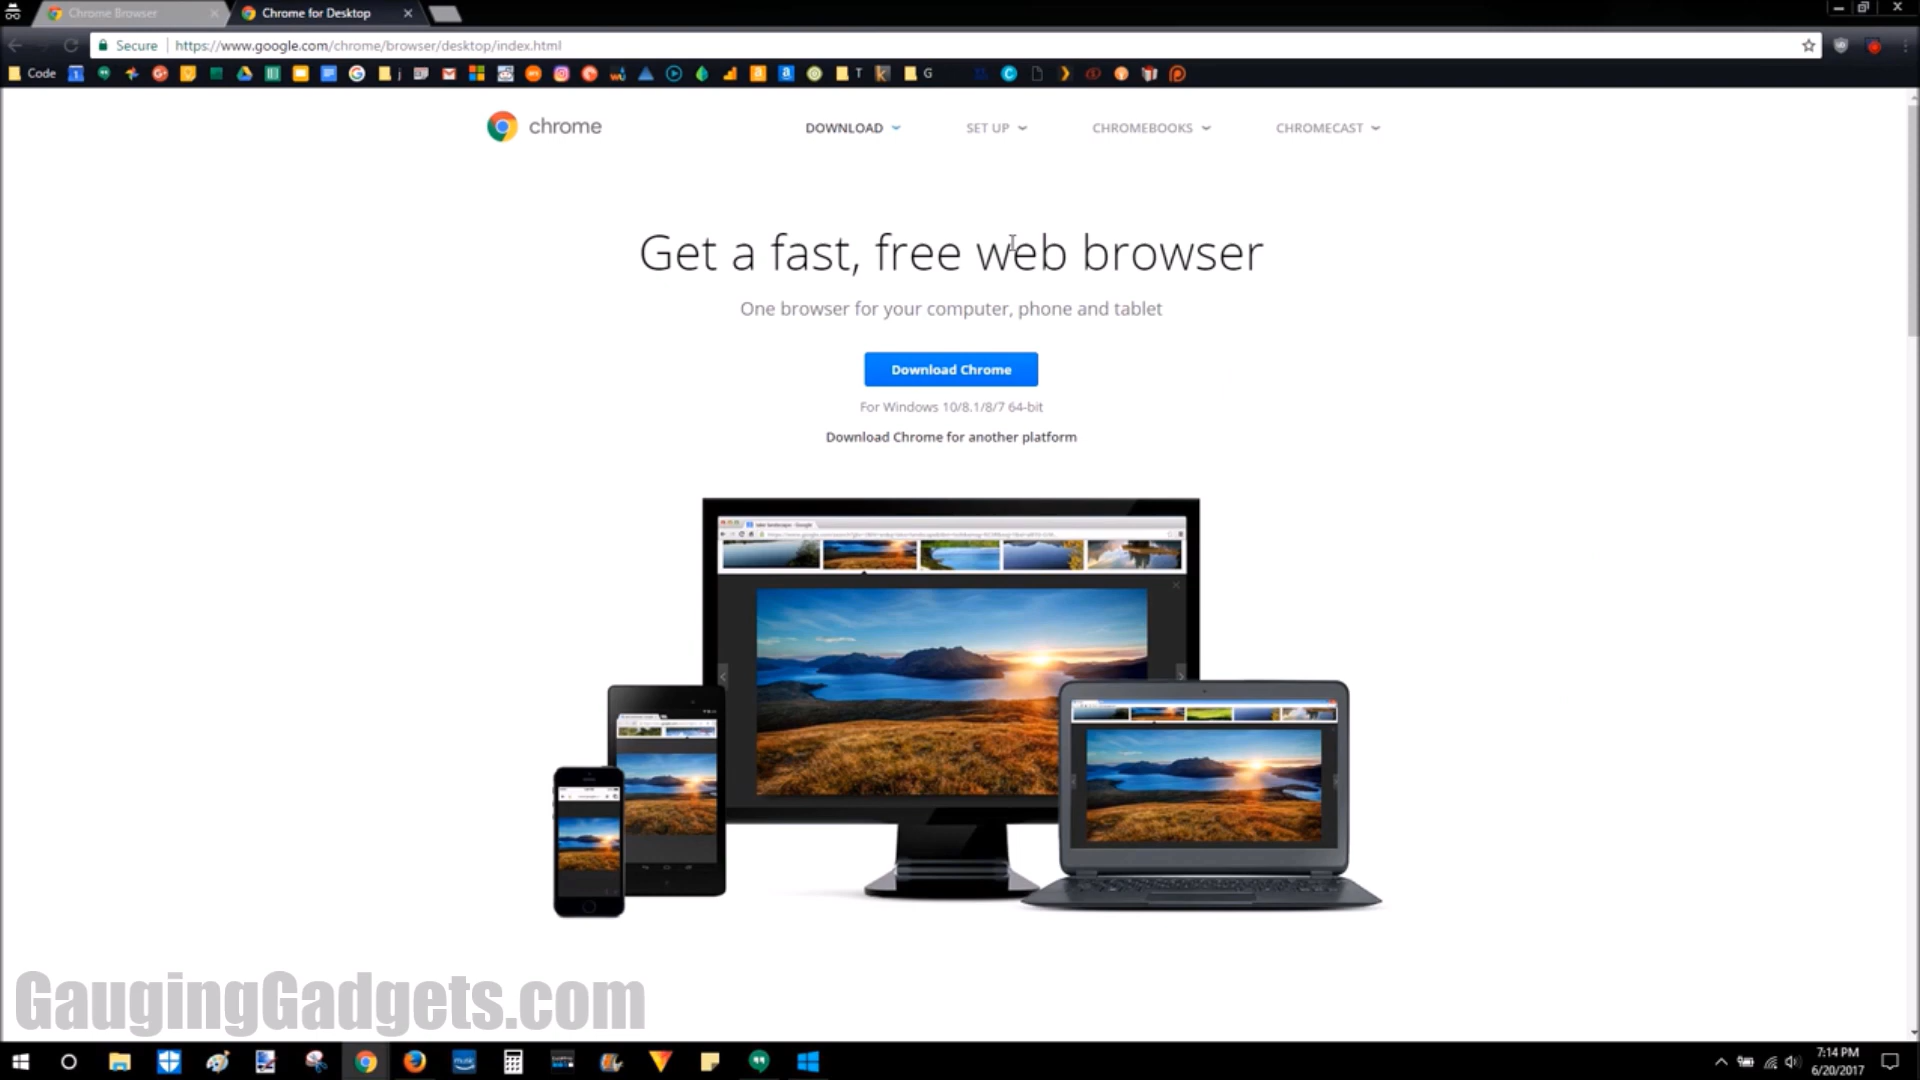 Chrome Browser
Chrome for Desktop
Secure
https://www.google.com/chrome/browser/desktop/index.html
Code
j
T
G
chrome
DOWNLOAD
SET UP
CHROMEBOOKS
CHROMECAST
Get a fast, free web browser
One browser for your computer, phone and tablet
Download Chrome
For Windows 10/8.1/8/7 64-bit
Download Chrome for another platform
GaugingGadgets.com
music
7:14 PM
6/20/2017